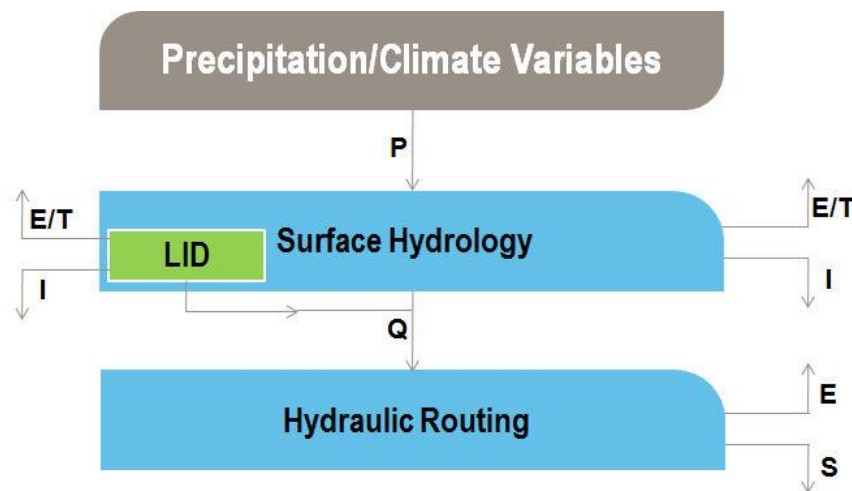 Precipitation/Climate Variables
P
E/T
E/T
LID
Surface Hydrology
I
I
Q
E
Hydraulic Routing
S